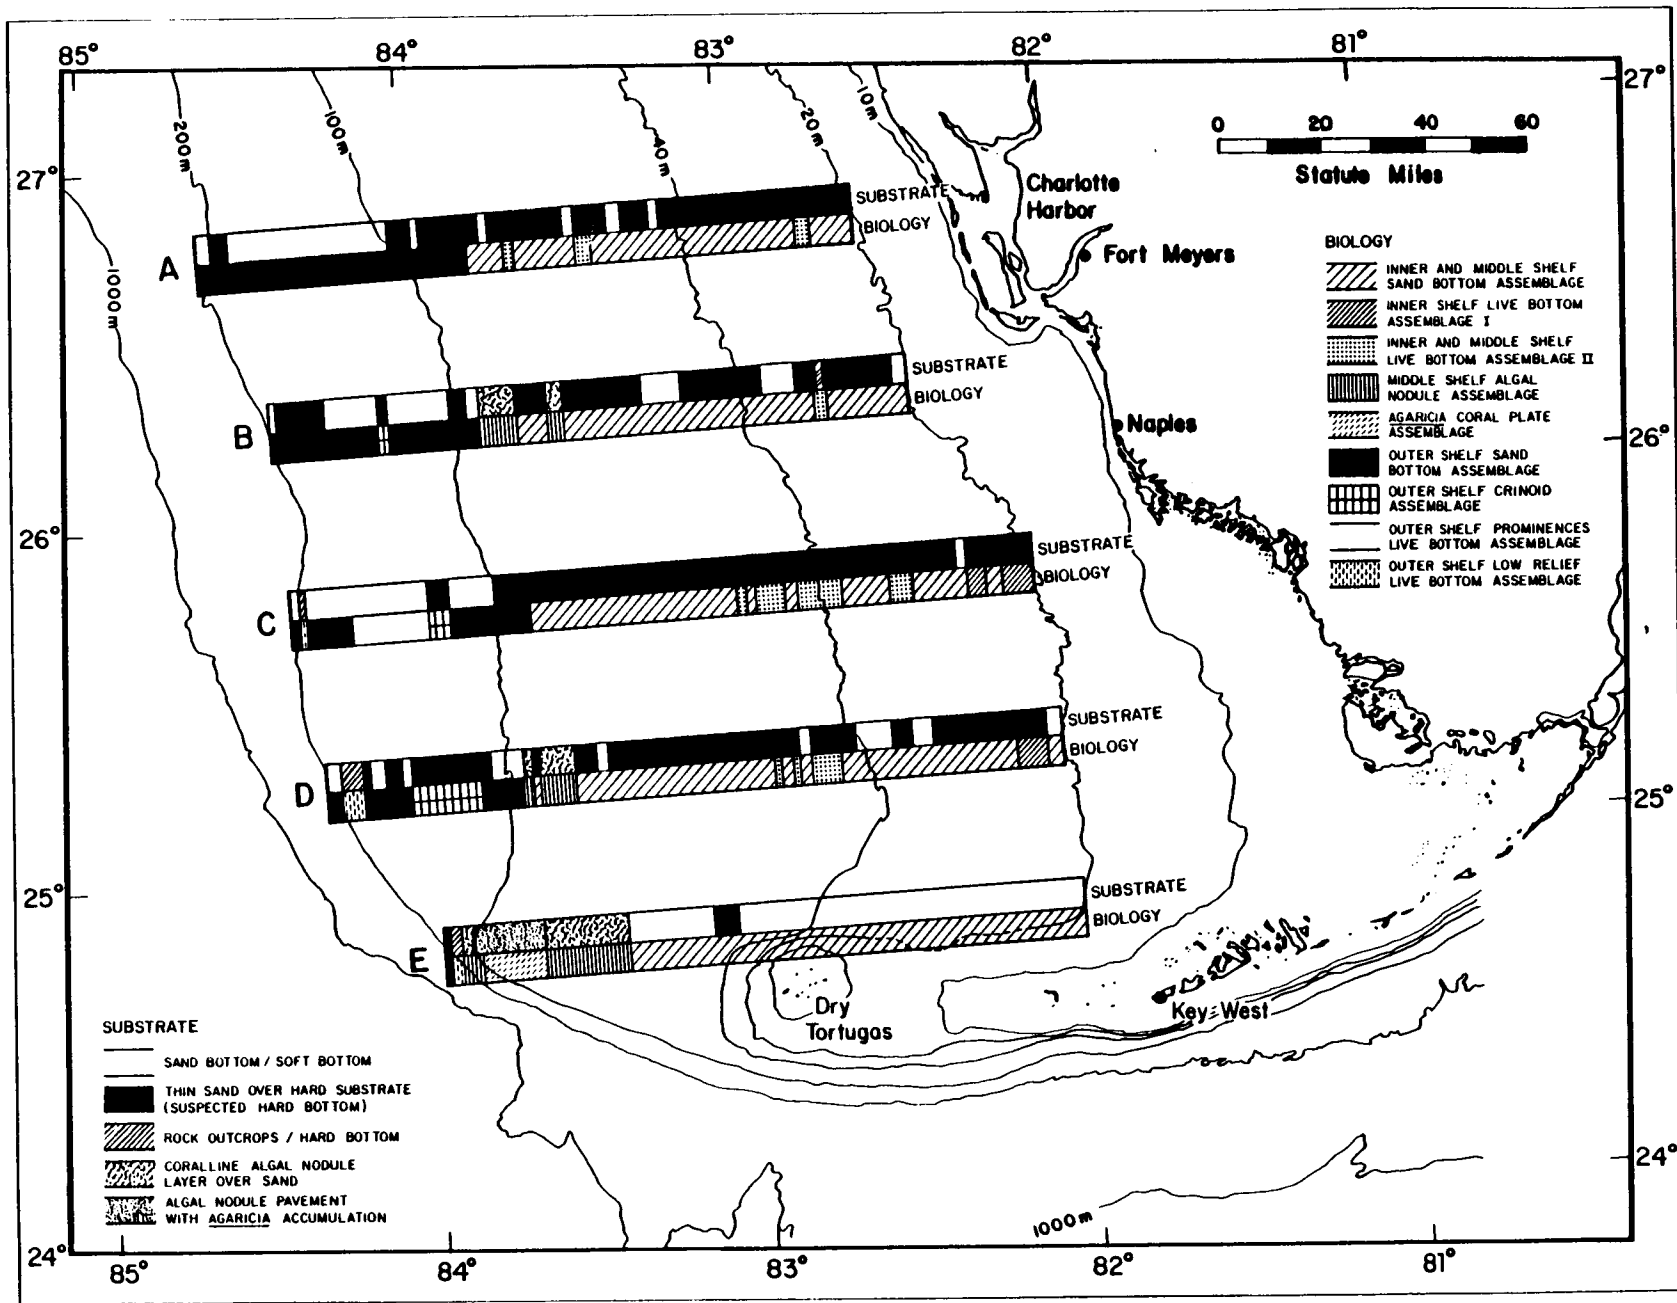 85°
84°
83°
82°
81°
27°
27°
200m
100m
40m
20m
10m
0 20 40 60
Statute Miles
Charlotte
Harbor
Fort Meyers
SUBSTRATE
BIOLOGY
A
1000m
SUBSTRATE
BIOLOGY
B
Naples
26°
26°
SUBSTRATE
BIOLOGY
C
SUBSTRATE
BIOLOGY
D
25°
25°
SUBSTRATE
BIOLOGY
E
Dry
Tortugas
Key West
BIOLOGY
INNER AND MIDDLE SHELF
SAND BOTTOM ASSEMBLAGE
INNER SHELF LIVE BOTTOM
ASSEMBLAGE I
INNER AND MIDDLE SHELF
LIVE BOTTOM ASSEMBLAGE II
MIDDLE SHELF ALGAL
NODULE ASSEMBLAGE
AGARICIA CORAL PLATE
ASSEMBLAGE
OUTER SHELF SAND
BOTTOM ASSEMBLAGE
OUTER SHELF CRINOID
ASSEMBLAGE
OUTER SHELF PROMINENCES
LIVE BOTTOM ASSEMBLAGE
OUTER SHELF LOW RELIEF
LIVE BOTTOM ASSEMBLAGE
SUBSTRATE
SAND BOTTOM / SOFT BOTTOM
THIN SAND OVER HARD SUBSTRATE
(SUSPECTED HARD BOTTOM)
ROCK OUTCROPS / HARD BOTTOM
CORALLINE ALGAL NODULE
LAYER OVER SAND
ALGAL NODULE PAVEMENT
WITH AGARICIA ACCUMULATION
1000m
24°
24°
85°
84°
83°
82°
81°